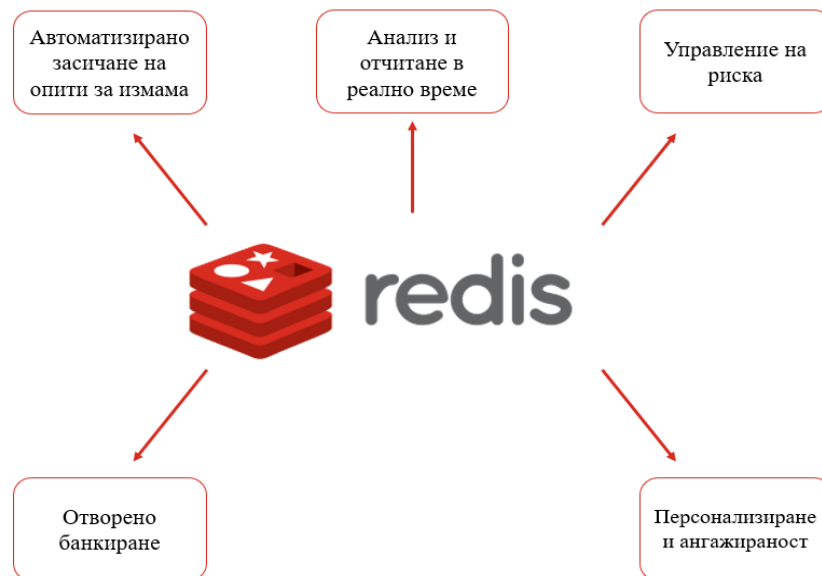 Автоматизирано
засичане на
опити за измама
Анализ и
отчитане в
реално време
Управление на
риска
redis
Отворено
банкиране
Персонализиране
и ангажираност